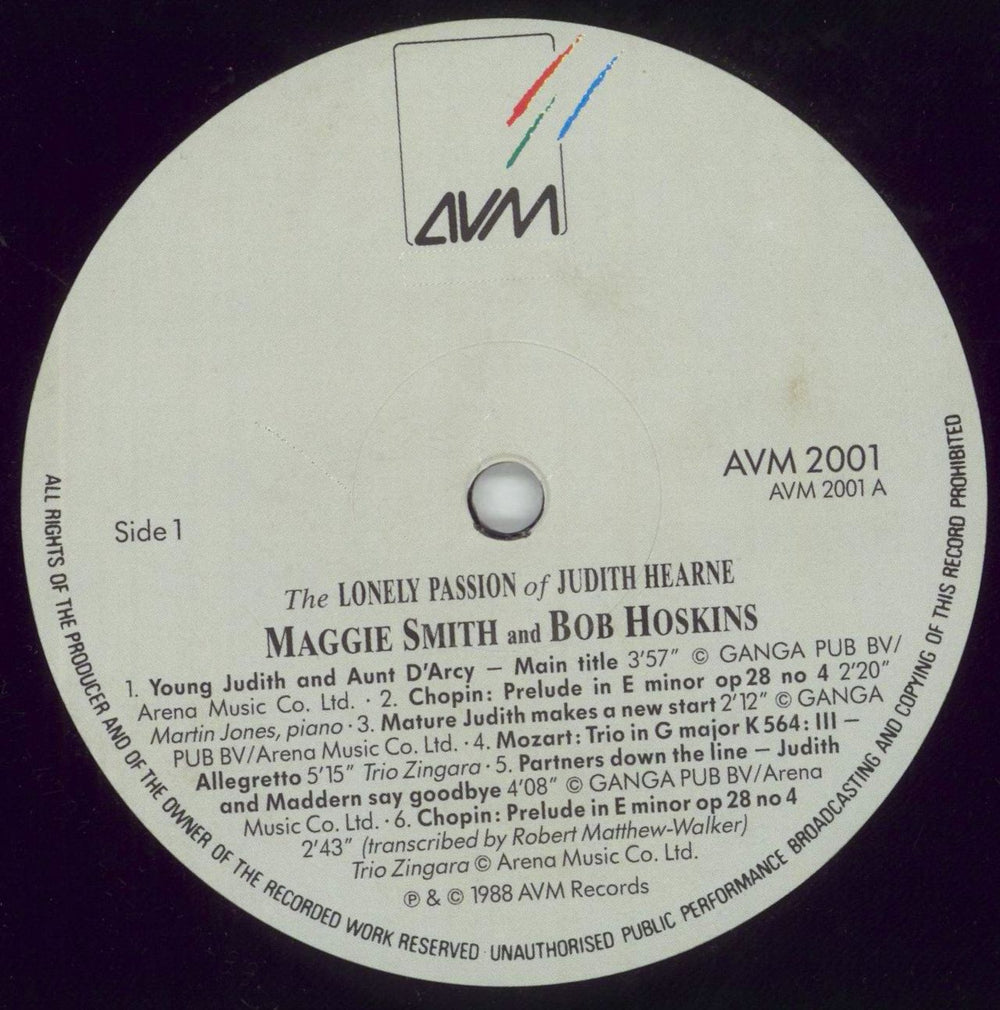 AVM
AVM 2001
AVM 2001 A
Side 1
The LONELY PASSION of JUDITH HEARNE
MAGGIE SMITH and BOB HOSKINS
1. Young Judith and Aunt D'Arcy – Main title 3'57" © GANGA PUB BV/
Arena Music Co. Ltd. · 2. Chopin: Prelude in E minor op 28 no 4 2'20"
Martin Jones, piano · 3. Mature Judith makes a new start 2'12" © GANGA
PUB BV/Arena Music Co. Ltd. · 4. Mozart: Trio in G major K 564: III –
Allegretto 5'15" Trio Zingara · 5. Partners down the line – Judith
and Maddern say goodbye 4'08" © GANGA PUB BV/Arena
Music Co. Ltd. · 6. Chopin: Prelude in E minor op 28 no 4
2'43" (transcribed by Robert Matthew-Walker)
Trio Zingara © Arena Music Co. Ltd.
℗ & © 1988 AVM Records
ALL RIGHTS OF THE PRODUCER AND OF THE OWNER OF THE RECORDED WORK RESERVED · UNAUTHORISED PUBLIC PERFORMANCE BROADCASTING AND COPYING OF THIS RECORD PROHIBITED